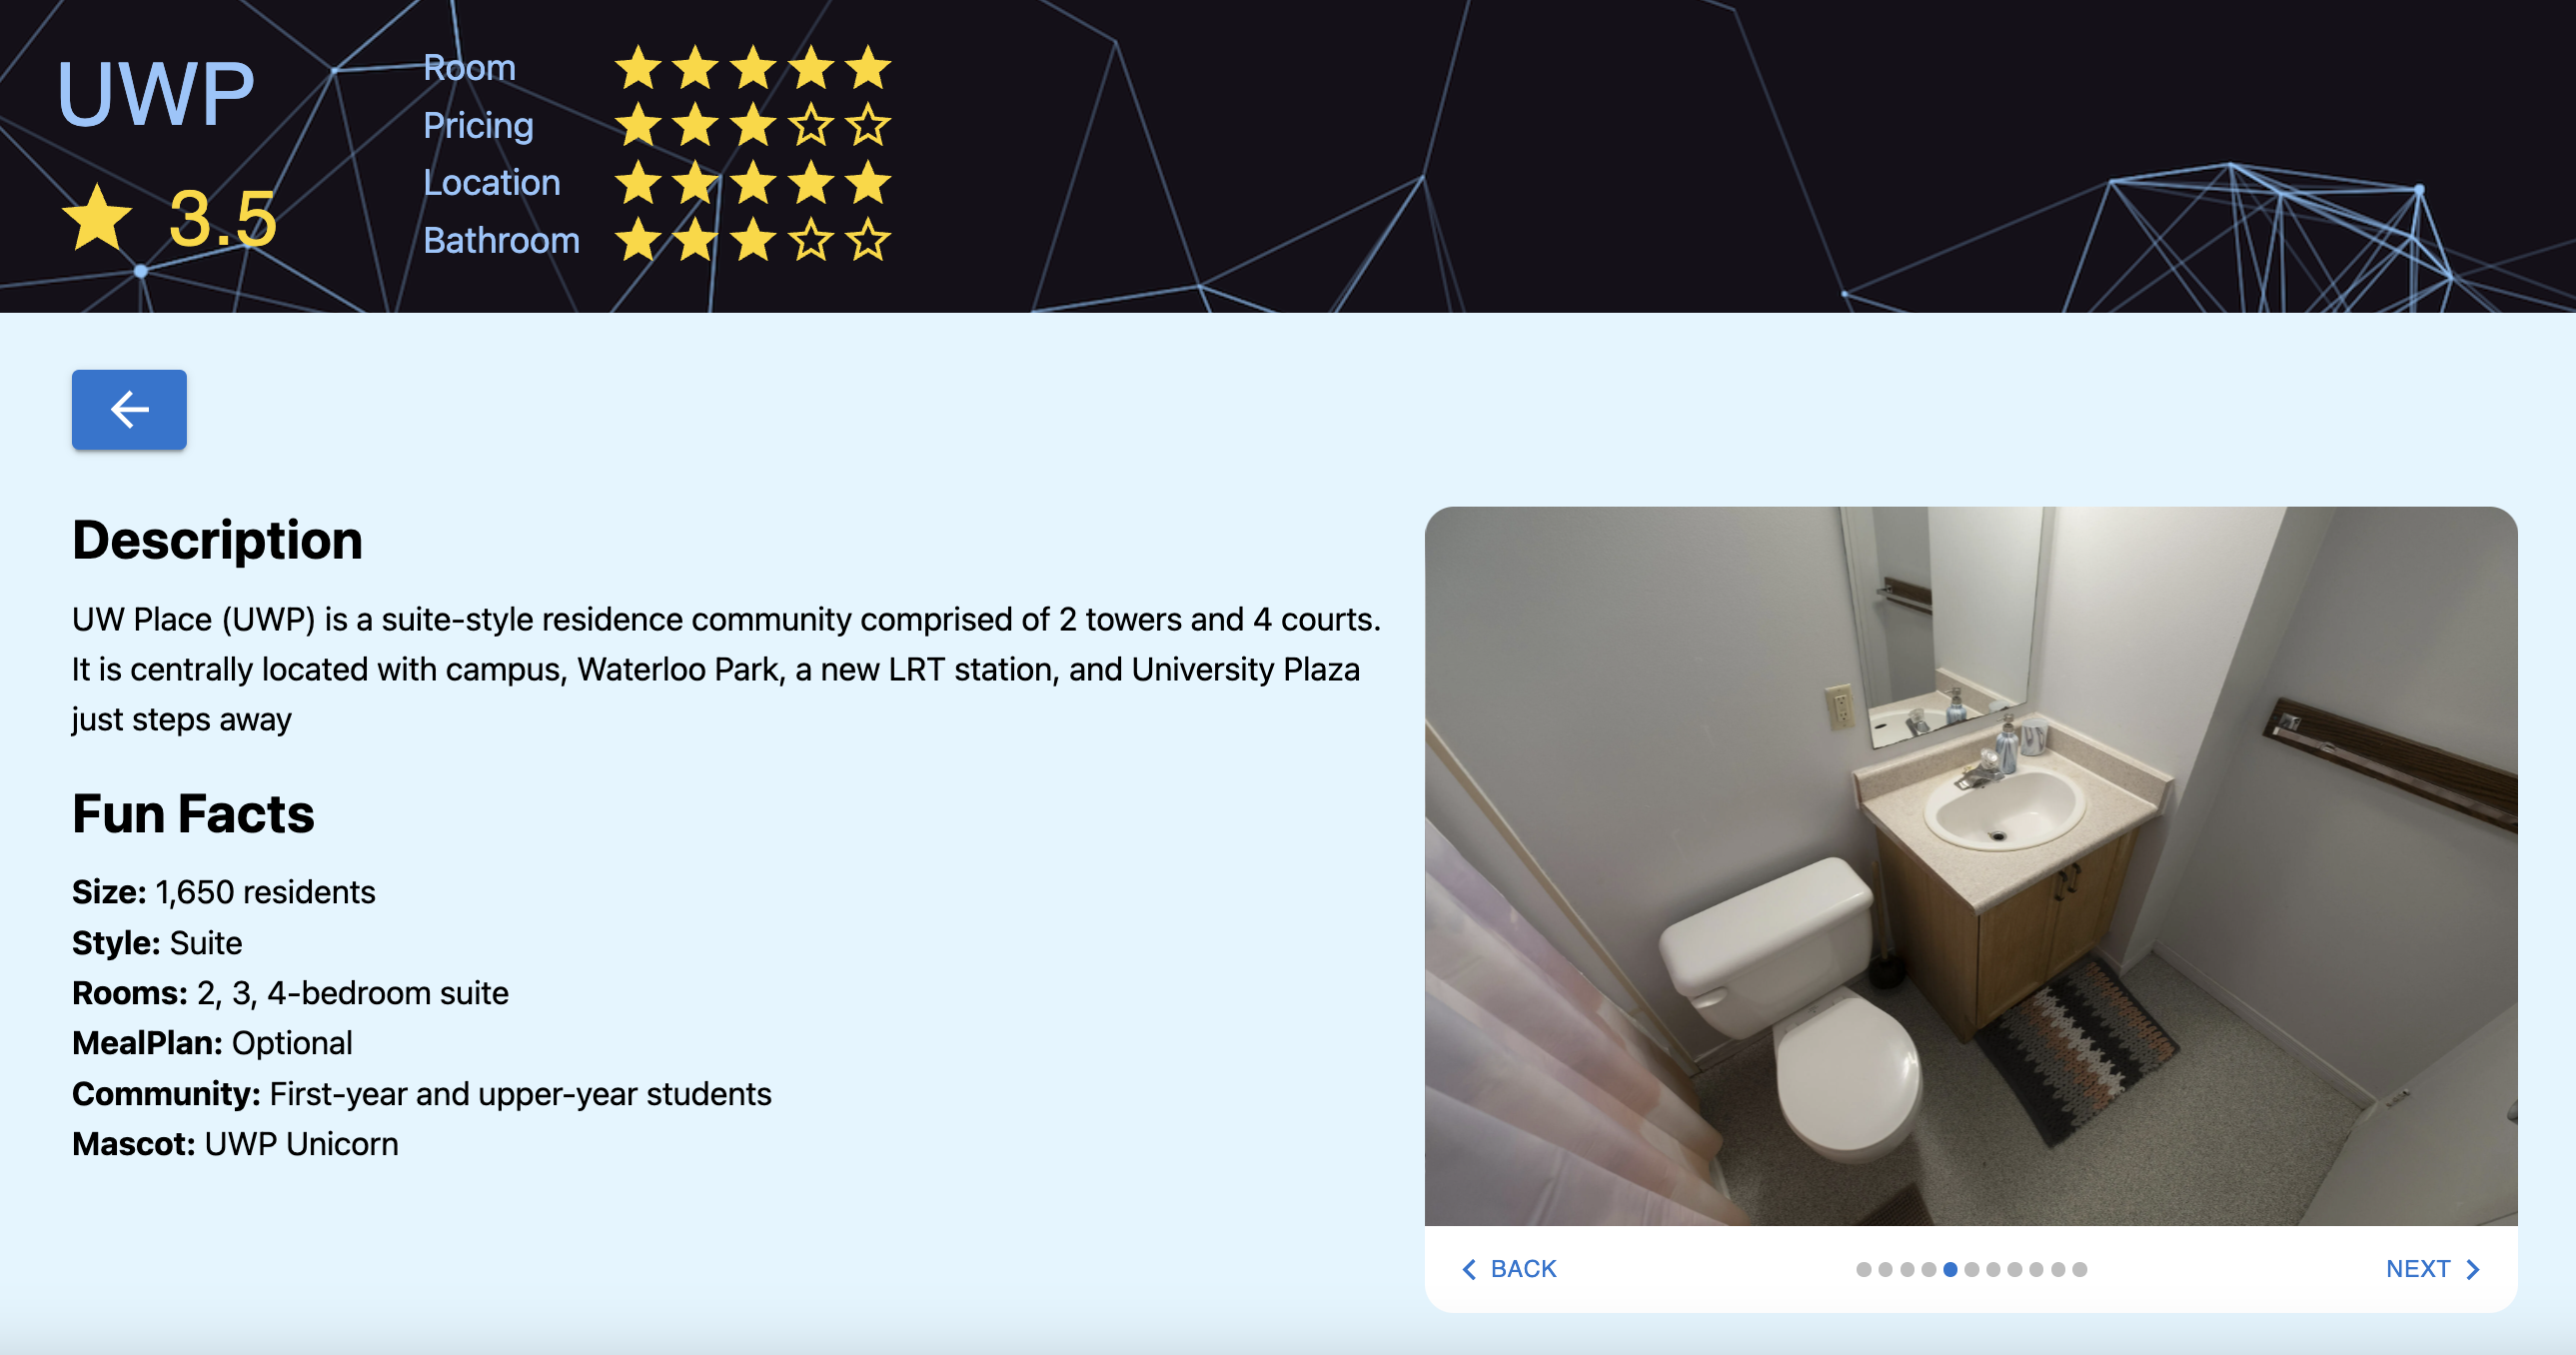 UWP
3.5
Room
Pricing
Location
Bathroom
Description
UW Place (UWP) is a suite-style residence community comprised of 2 towers and 4 courts.
It is centrally located with campus, Waterloo Park, a new LRT station, and University Plaza
just steps away
Fun Facts
Size: 1,650 residents
Style: Suite
Rooms: 2, 3, 4-bedroom suite
MealPlan: Optional
Community: First-year and upper-year students
Mascot: UWP Unicorn
BACK
NEXT